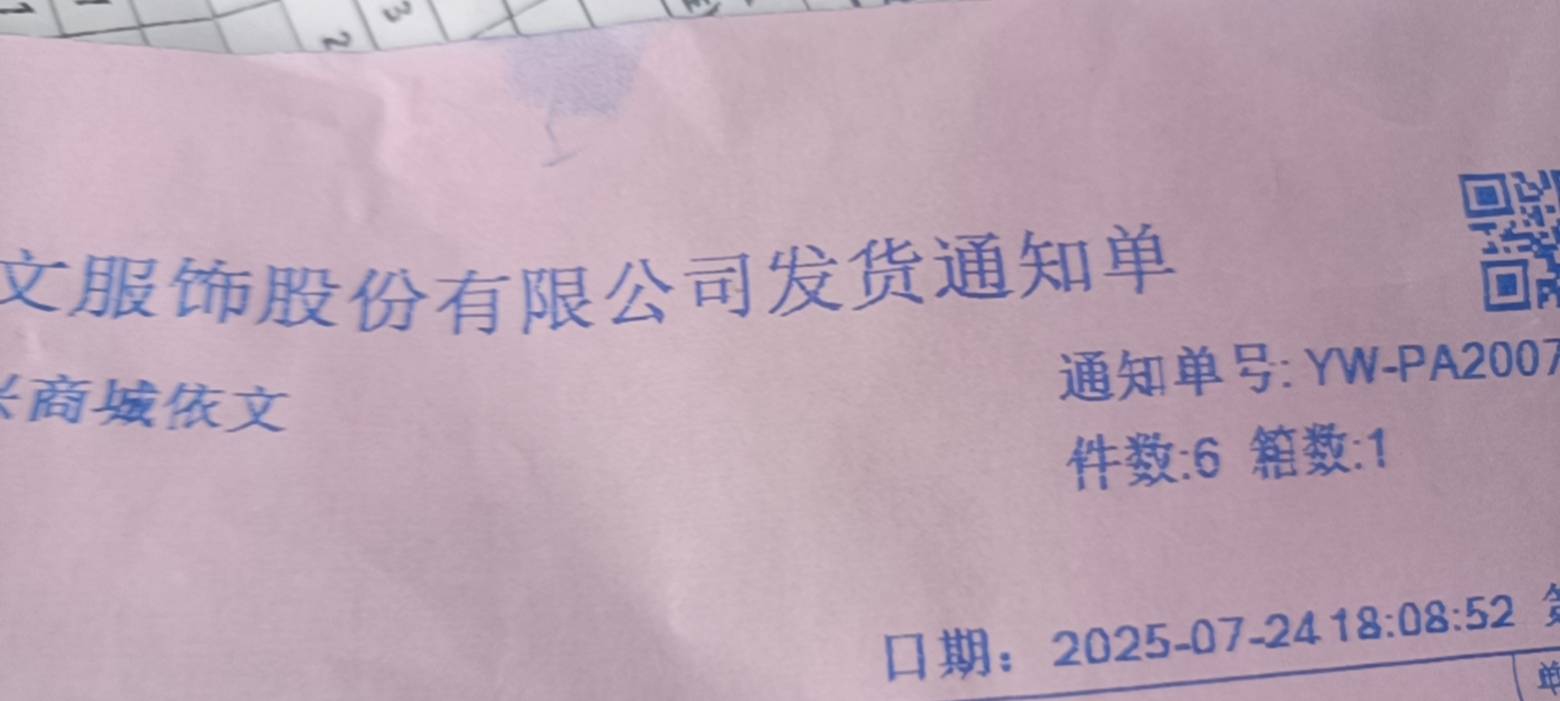 文服饰股份有限公司发货通知单
商城依文
通知单号: YW-PA2007
件数:6 箱数:1
日期： 2025-07-24 18:08:52
单